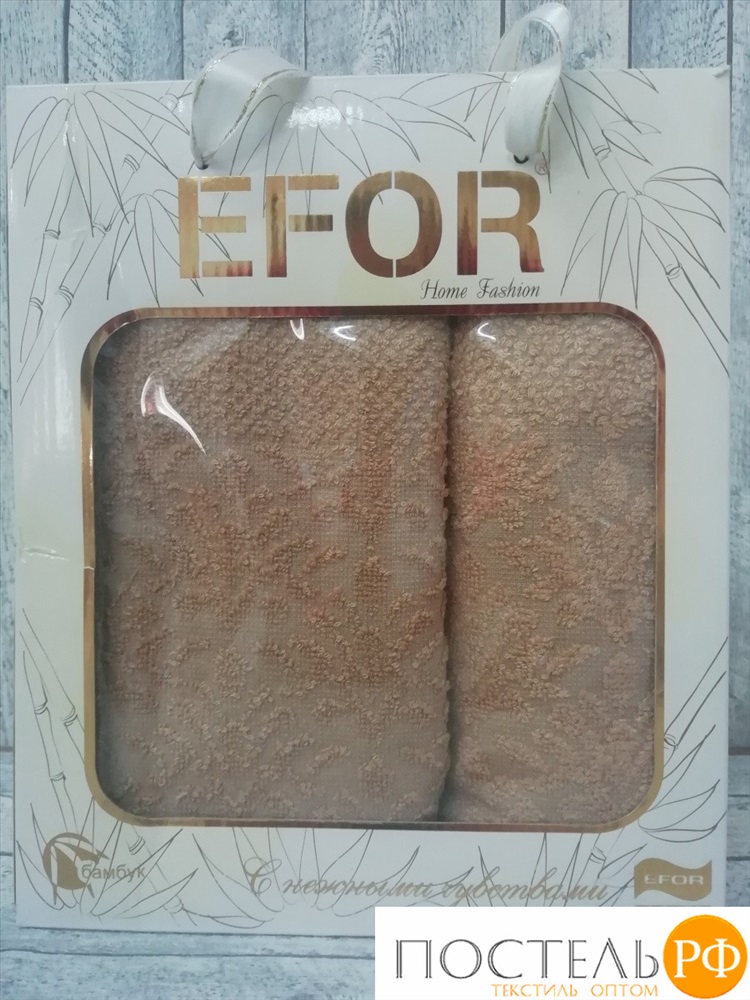 EFOR®
Home Fashion
бамбук
С нежными чувствами
EFOR
ПОСТЕЛЬ РФ
ТЕКСТИЛЬ ОПТОМ